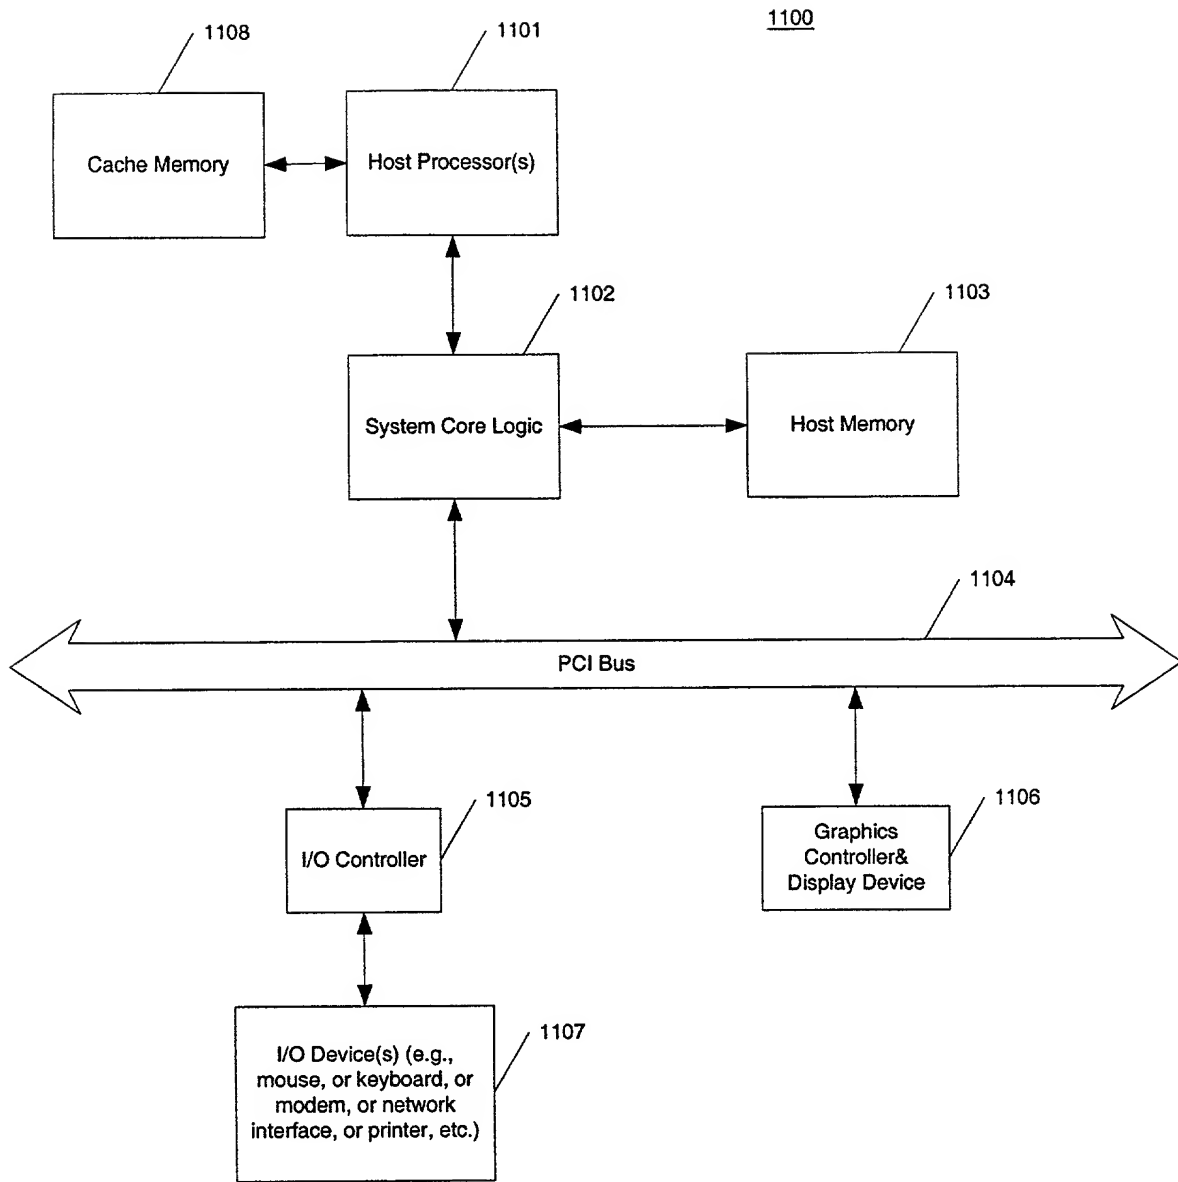 1100
1108
1101
Cache Memory
Host Processor(s)
1102
1103
System Core Logic
Host Memory
1104
PCI Bus
1105
1106
I/O Controller
Graphics
Controller&
Display Device
1107
I/O Device(s) (e.g.,
mouse, or keyboard, or
modem, or network
interface, or printer, etc.)